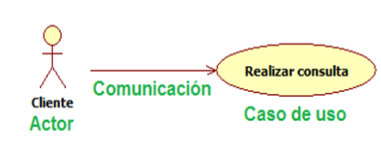 Realizar consulta
Comunicación
Cliente
Actor
Caso de uso